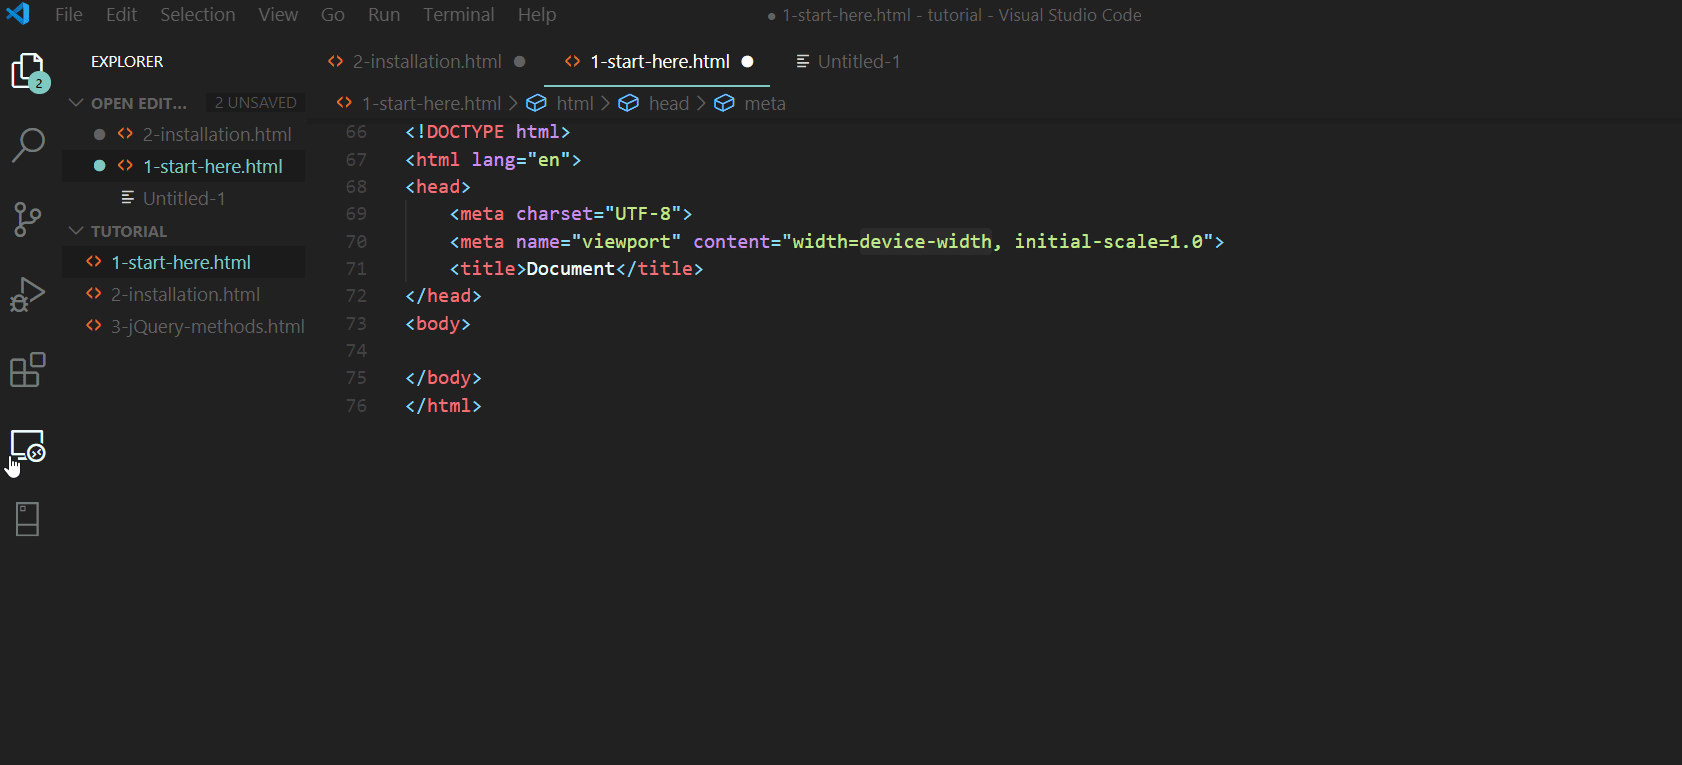 File Edit Selection View Go Run Terminal Help ● 1-start-here.html - tutorial - Visual Studio Code
EXPLORER
2
OPEN EDIT... 2 UNSAVED
2-installation.html
1-start-here.html
Untitled-1
TUTORIAL
1-start-here.html
2-installation.html
3-jQuery-methods.html
2-installation.html 1-start-here.html Untitled-1
1-start-here.html > html > head > meta
66 <!DOCTYPE html>
67 <html lang="en">
68 <head>
69     <meta charset="UTF-8">
70     <meta name="viewport" content="width=device-width, initial-scale=1.0">
71     <title>Document</title>
72 </head>
73 <body>
74
75 </body>
76 </html>